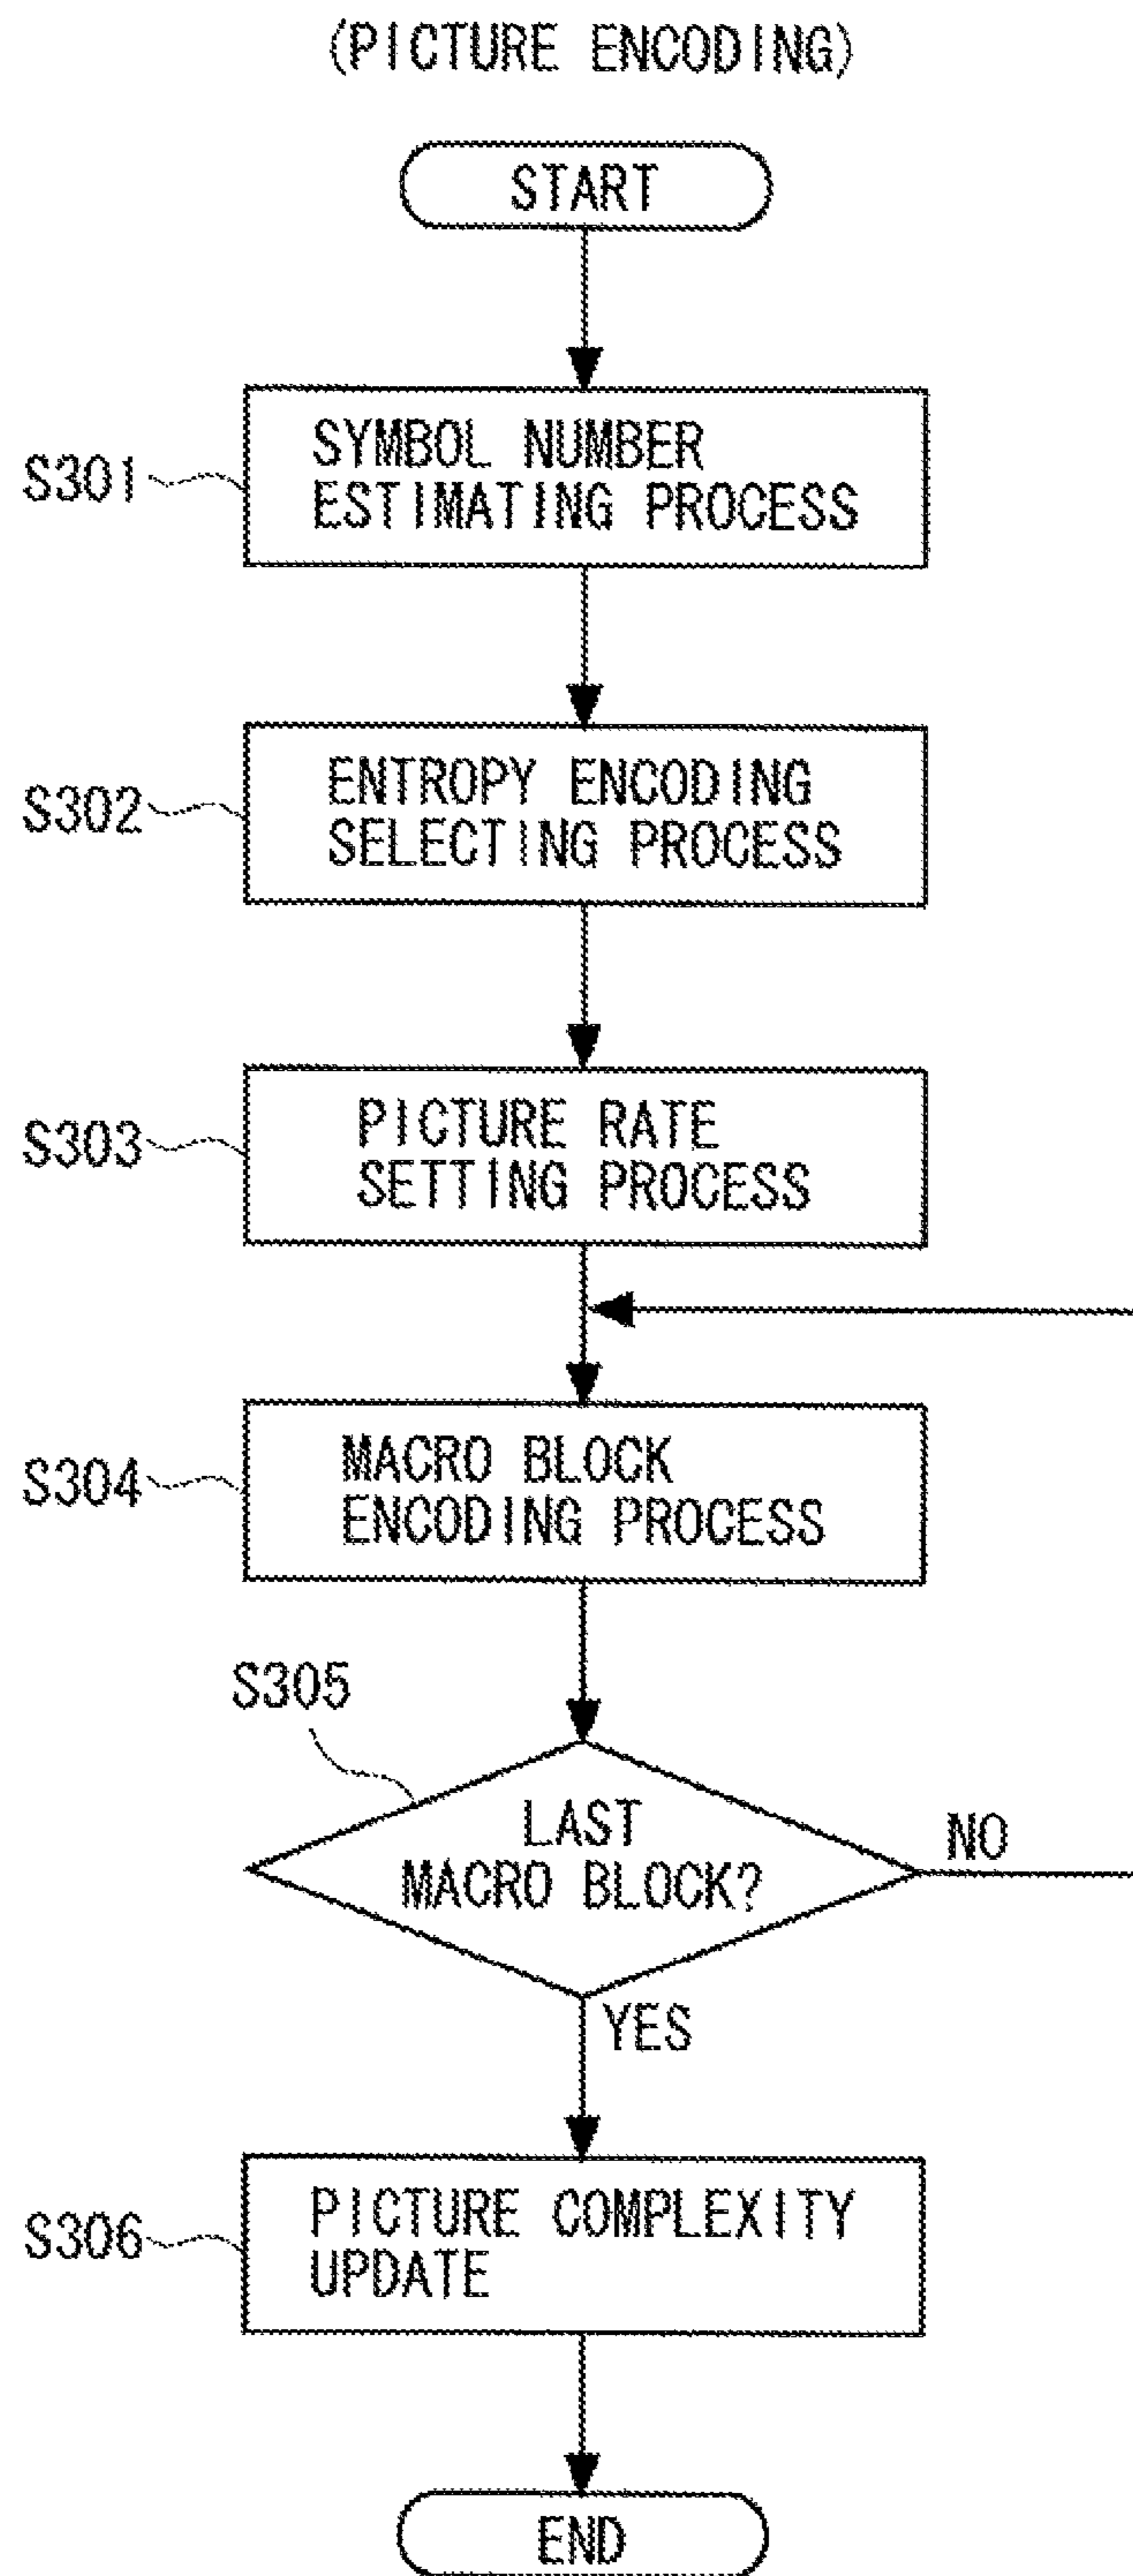 (PICTURE ENCODING)
START
S301
SYMBOL NUMBER
ESTIMATING PROCESS
S302
ENTROPY ENCODING
SELECTING PROCESS
S303
PICTURE RATE
SETTING PROCESS
S304
MACRO BLOCK
ENCODING PROCESS
S305
LAST
MACRO BLOCK?
NO
YES
S306
PICTURE COMPLEXITY
UPDATE
END